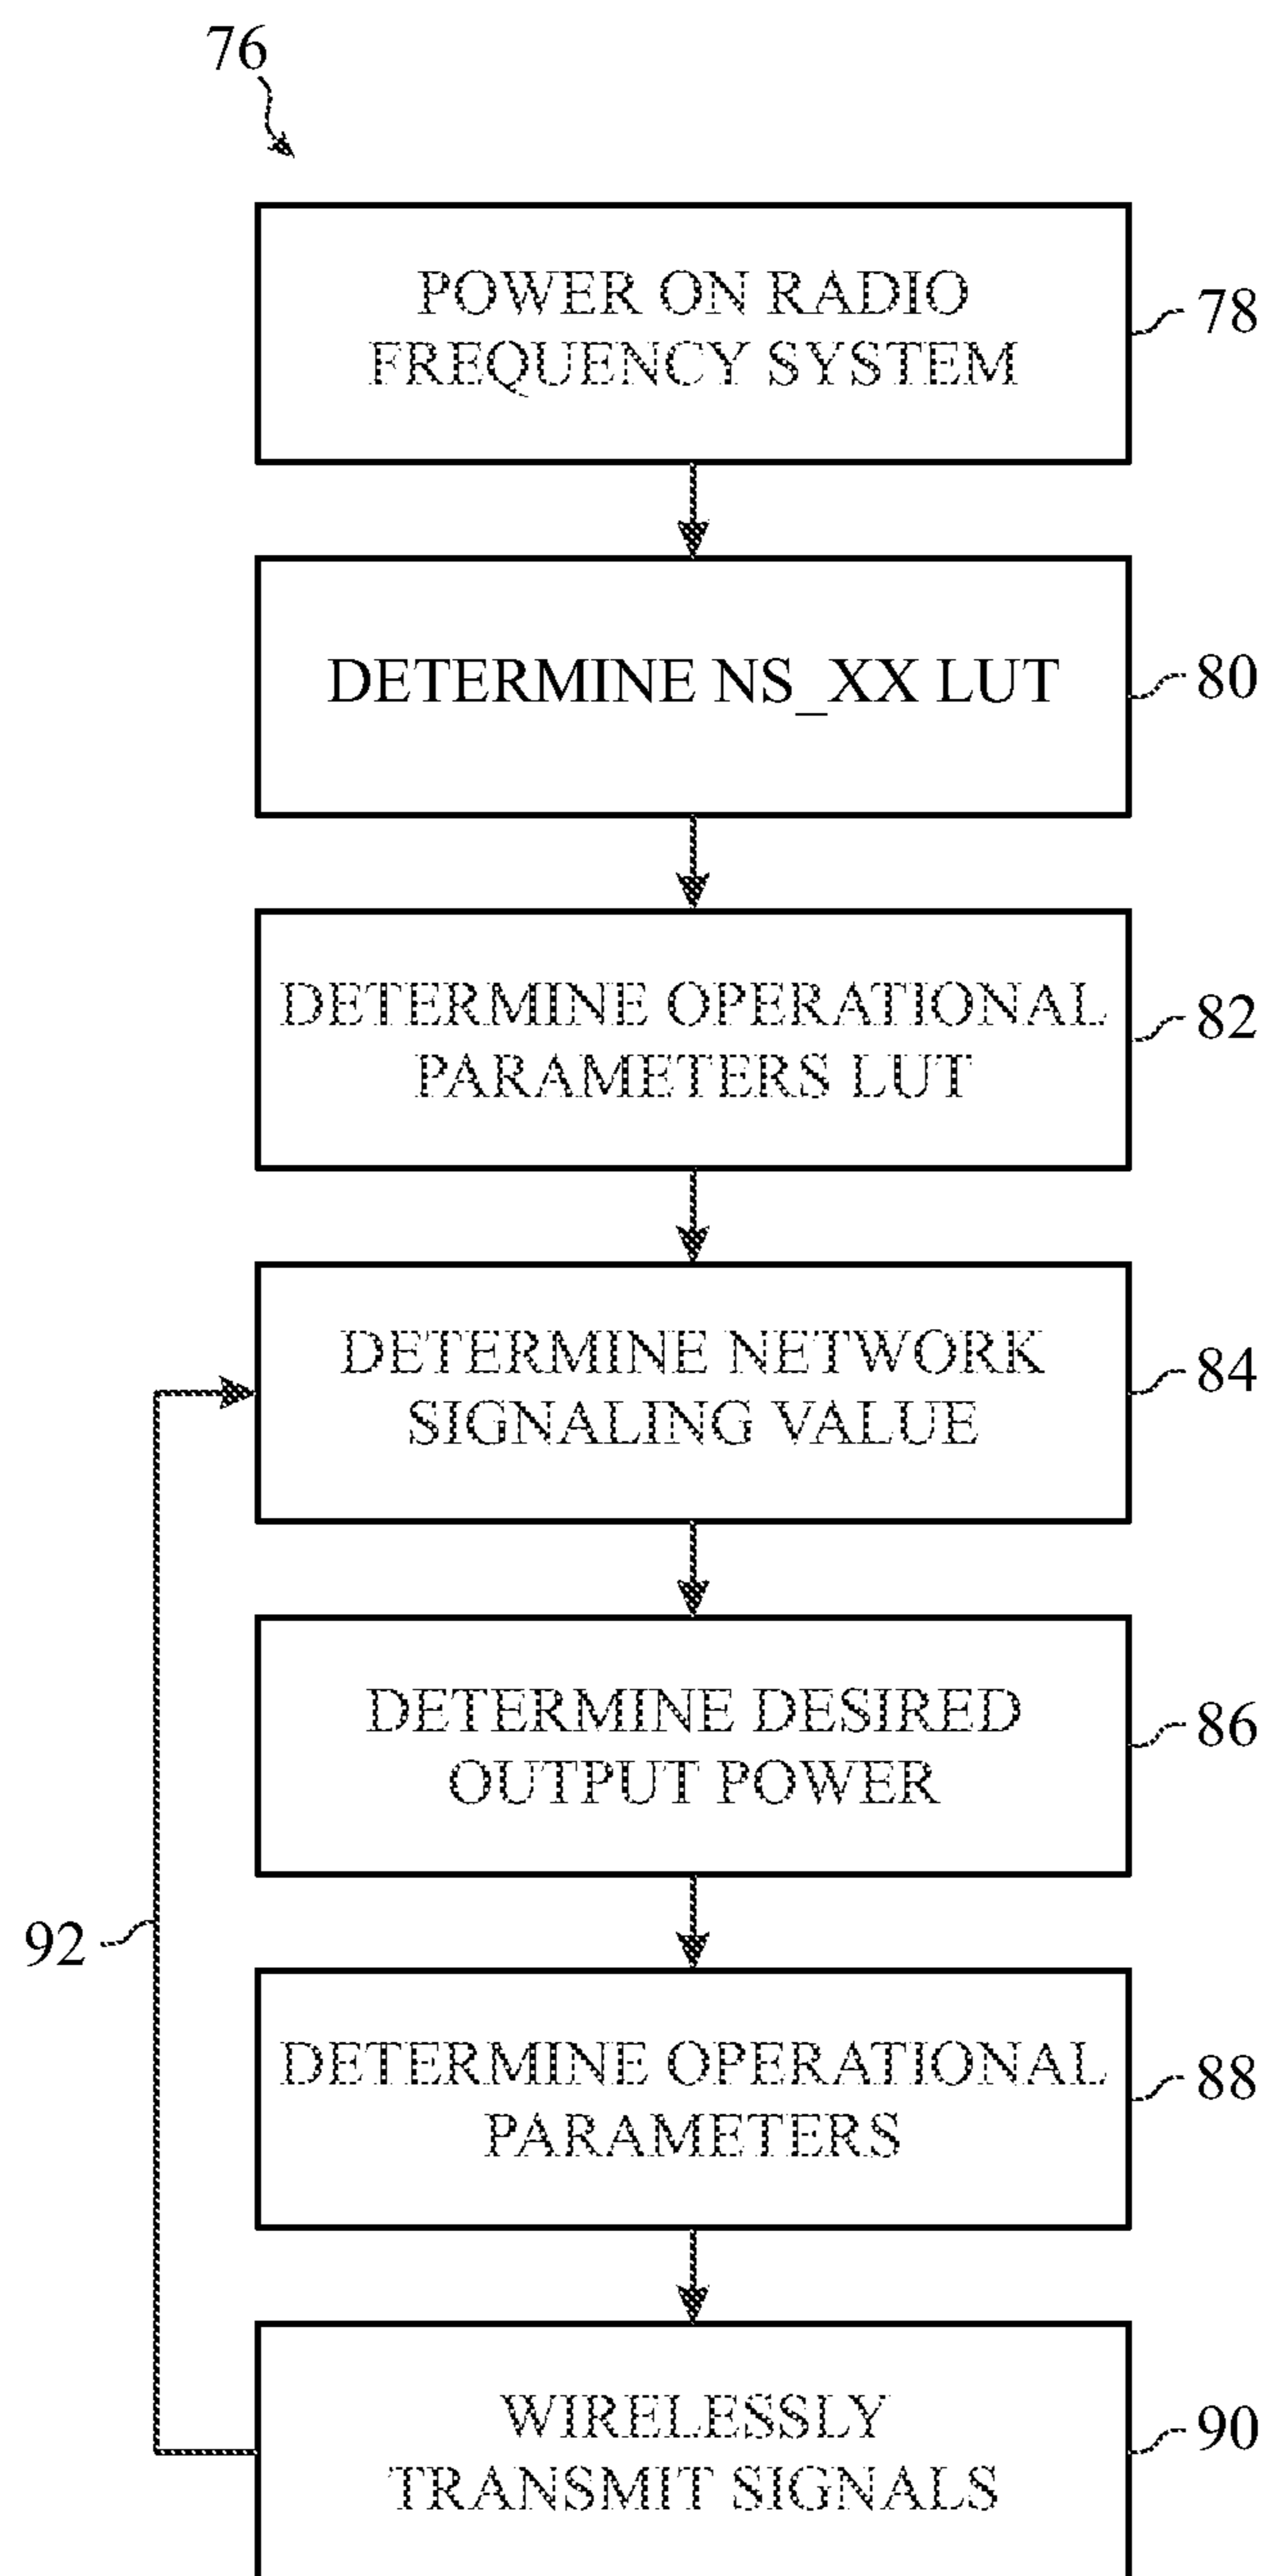 76
POWER ON RADIO
FREQUENCY SYSTEM
78
DETERMINE NS_XX LUT
80
DETERMINE OPERATIONAL
PARAMETERS LUT
82
DETERMINE NETWORK
SIGNALING VALUE
84
DETERMINE DESIRED
OUTPUT POWER
86
92
DETERMINE OPERATIONAL
PARAMETERS
88
WIRELESSLY
TRANSMIT SIGNALS
90